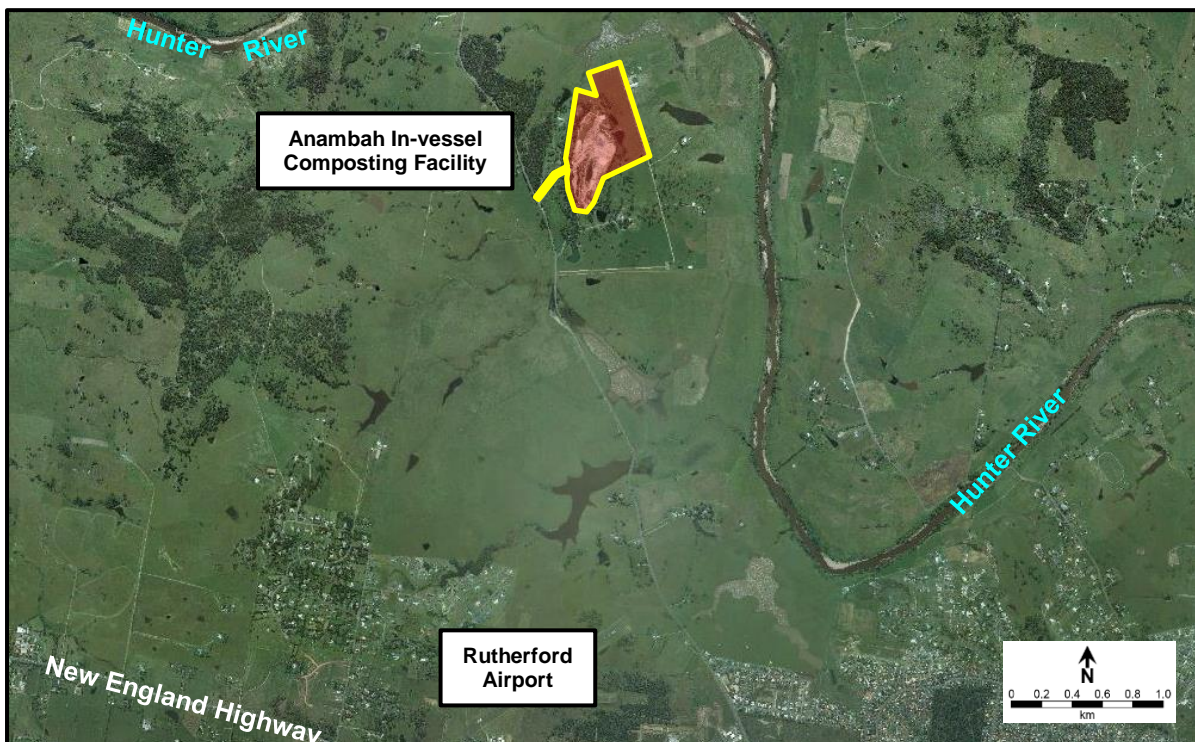 Hunter River
Anambah In-vessel
Composting Facility
Hunter River
Rutherford
Airport
New England Highway
N
0 0.2 0.4 0.6 0.8 1.0
km